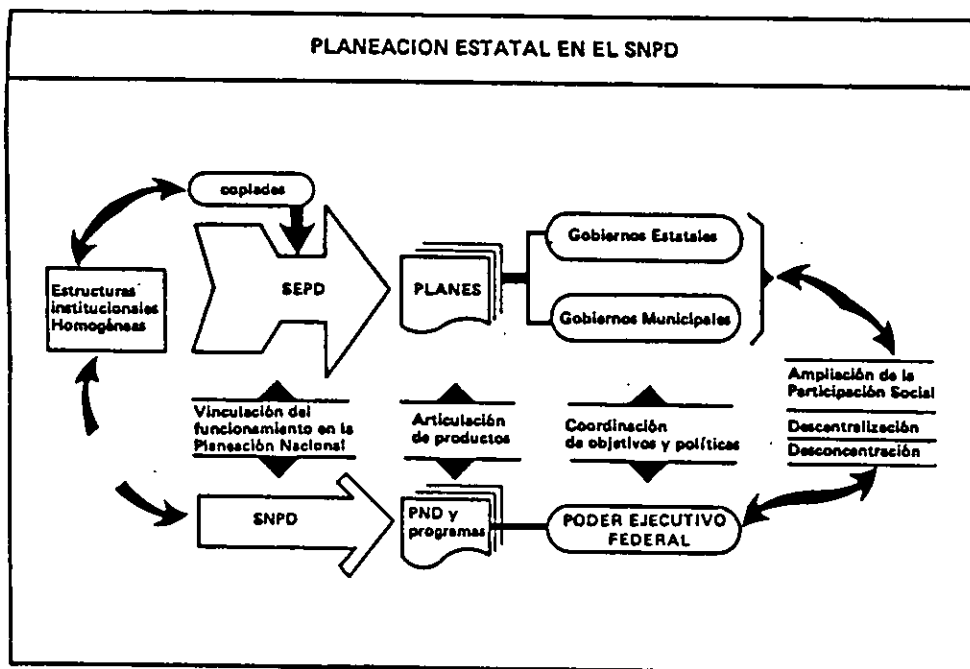 PLANEACION ESTATAL EN EL SNPD
coplades
Estructuras
institucionales
Homogéneas
SEPD
PLANES
Gobiernos Estatales
Gobiernos Municipales
Vinculación del
funcionamiento en la
Planeación Nacional
Articulación
de productos
Coordinación
de objetivos y políticas
Ampliación de la
Participación Social
Descentralización
Desconcentración
SNPD
PND y
programas
PODER EJECUTIVO
FEDERAL